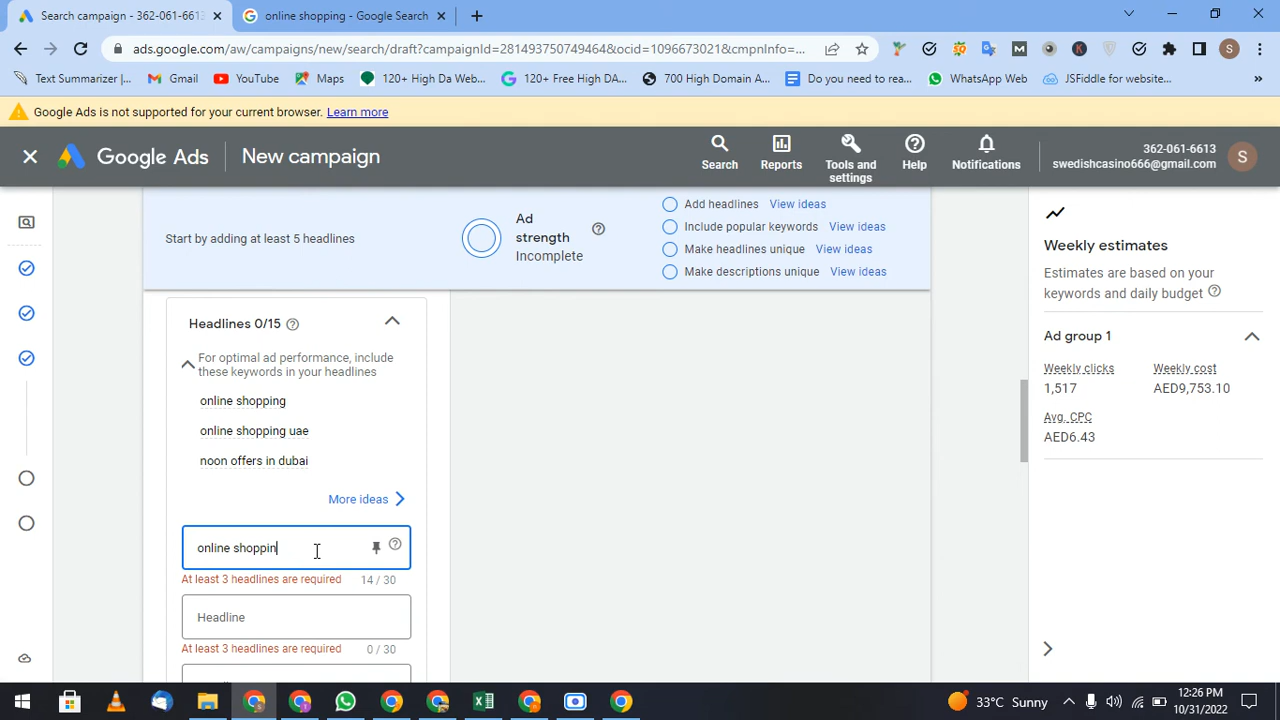 Search campaign - 362-061-6613
online shopping - Google Search
ads.google.com/aw/campaigns/new/search/draft?campaignId=281493750749464&ocid=1096673021&cmpnInfo=...
Text Summarizer |...
Gmail
YouTube
Maps
120+ High Da Web...
120+ Free High DA...
700 High Domain A...
Do you need to rea...
WhatsApp Web
JSFiddle for website...
Google Ads is not supported for your current browser. Learn more
Google Ads
New campaign
Search
Reports
Tools and
settings
Help
Notifications
362-061-6613
swedishcasino666@gmail.com
S
Start by adding at least 5 headlines
Ad
strength
Incomplete
Add headlines View ideas
Include popular keywords View ideas
Make headlines unique View ideas
Make descriptions unique View ideas
Headlines 0/15
For optimal ad performance, include
these keywords in your headlines
online shopping
online shopping uae
noon offers in dubai
More ideas
online shoppin
At least 3 headlines are required 14 / 30
Headline
At least 3 headlines are required 0 / 30
Weekly estimates
Estimates are based on your
keywords and daily budget
Ad group 1
Weekly clicks Weekly cost
1,517 AED9,753.10
Avg. CPC
AED6.43
33°C Sunny
12:26 PM
10/31/2022